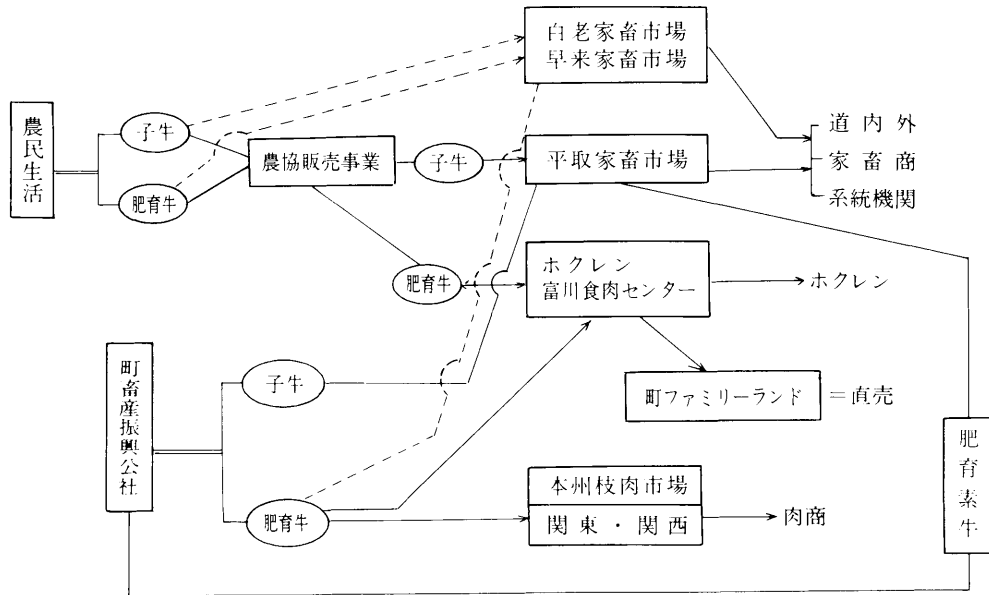 白老家畜市場
早来家畜市場
農民生活
子牛
肥育牛
農協販売事業
子牛
平取家畜市場
道内外
家畜商
系統機関
肥育牛
ホクレン
富川食肉センター
ホクレン
町畜産振興公社
子牛
町ファミリーランド
=直売
肥育素牛
肥育牛
本州枝肉市場
関東・関西
肉商